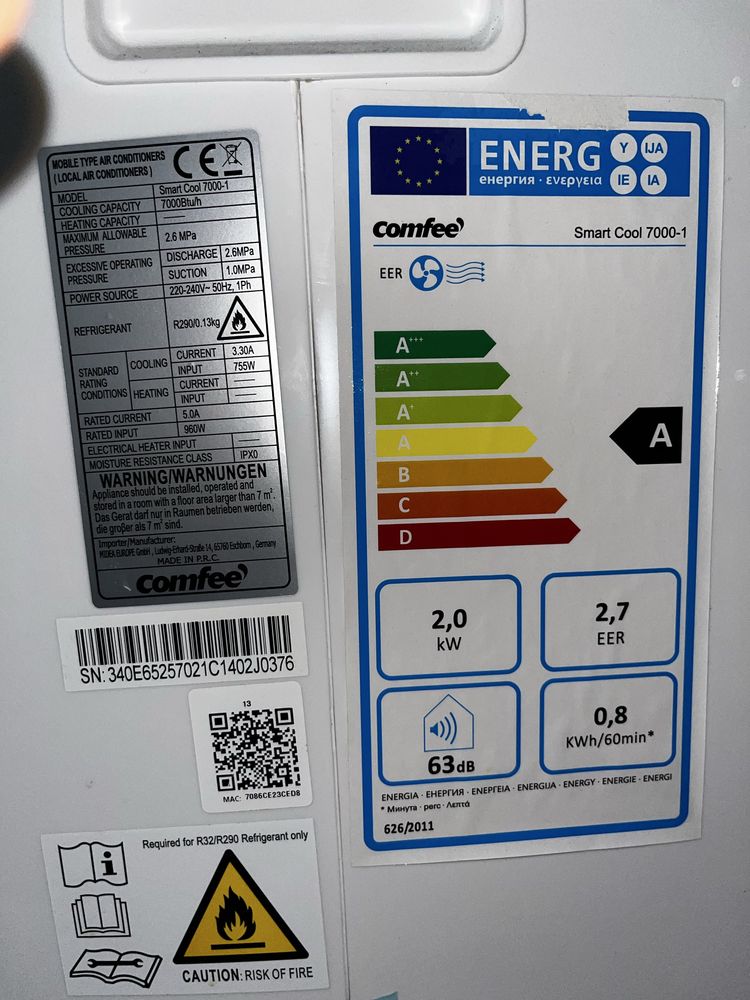 MOBILE TYPE AIR CONDITIONERS
( LOCAL AIR CONDITIONERS )
CE
MODEL Smart Cool 7000-1
COOLING CAPACITY 7000Btu/h
HEATING CAPACITY ——
MAXIMUM ALLOWABLE PRESSURE 2.6 MPa
EXCESSIVE OPERATING PRESSURE DISCHARGE 2.6MPa
SUCTION 1.0MPa
POWER SOURCE 220-240V~ 50Hz, 1Ph
REFRIGERANT R290/0.13kg
STANDARD RATING CONDITIONS COOLING CURRENT 3.30A
INPUT 755W
HEATING CURRENT ——
INPUT ——
RATED CURRENT 5.0A
RATED INPUT 960W
ELECTRICAL HEATER INPUT ——
MOISTURE RESISTANCE CLASS IPX0
WARNING/WARNUNGEN
Appliance should be installed, operated and
stored in a room with a floor area larger than 7 m².
Das Gerat darf nur in Raumen betrieben werden,
die großer als 7 m² sind.
Importer/Manufacturer:
MIDEA EUROPE GmbH , Ludwig-Erhard-Straße 14, 65760 Eschborn , Germany
MADE IN P.R.C.
comfee'
SN: 340E65257021C1402J0376
13
MAC: 7086CE23CED8
Required for R32/R290 Refrigerant only
i
CAUTION: RISK OF FIRE
ENERG Y IJA
енергия · ενεργεια IE IA
comfee' Smart Cool 7000-1
EER
A+++
A++
A+
A
B
C
D
A
2,0
kW
2,7
EER
63dB
0,8
KWh/60min*
ENERGIA · ЕНЕРГИЯ · ΕΝΕΡΓΕΙΑ · ENERGIJA · ENERGY · ENERGIE · ENERGI
* Минута · perc · Λεπτά
626/2011